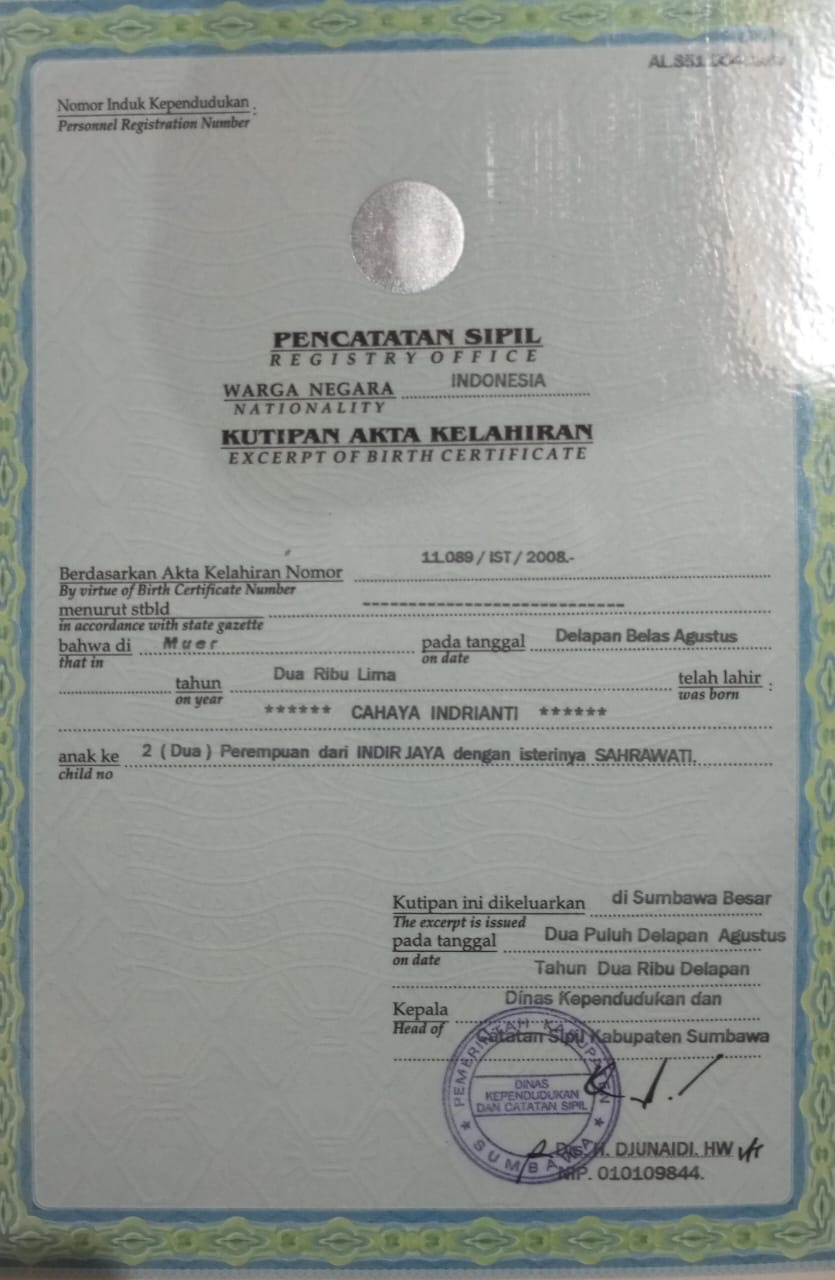 AL.851
Nomor Induk Kependudukan :
Personnel Registration Number
PENCATATAN SIPIL
REGISTRY OFFICE
WARGA NEGARA INDONESIA
NATIONALITY
KUTIPAN AKTA KELAHIRAN
EXCERPT OF BIRTH CERTIFICATE
Berdasarkan Akta Kelahiran Nomor 11.089 / IST / 2008.-
By virtue of Birth Certificate Number
menurut stbld ----------------------------
in accordance with state gazette
bahwa di Muer pada tanggal Delapan Belas Agustus
that in on date
tahun Dua Ribu Lima telah lahir :
on year was born
****** CAHAYA INDRIANTI ******
anak ke 2 ( Dua ) Perempuan dari INDIR JAYA dengan isterinya SAHRAWATI.
child no
Kutipan ini dikeluarkan di Sumbawa Besar
The excerpt is issued
pada tanggal Dua Puluh Delapan Agustus
on date
Tahun Dua Ribu Delapan
Kepala Dinas Kependudukan dan
Head of
Catatan Sipil Kabupaten Sumbawa
PEMERINTAH KABUPATEN
DINAS
KEPENDUDUKAN
DAN CATATAN SIPIL
★ SUMBAWA ★
Drs. H. DJUNAIDI. HW
NIP. 010109844.